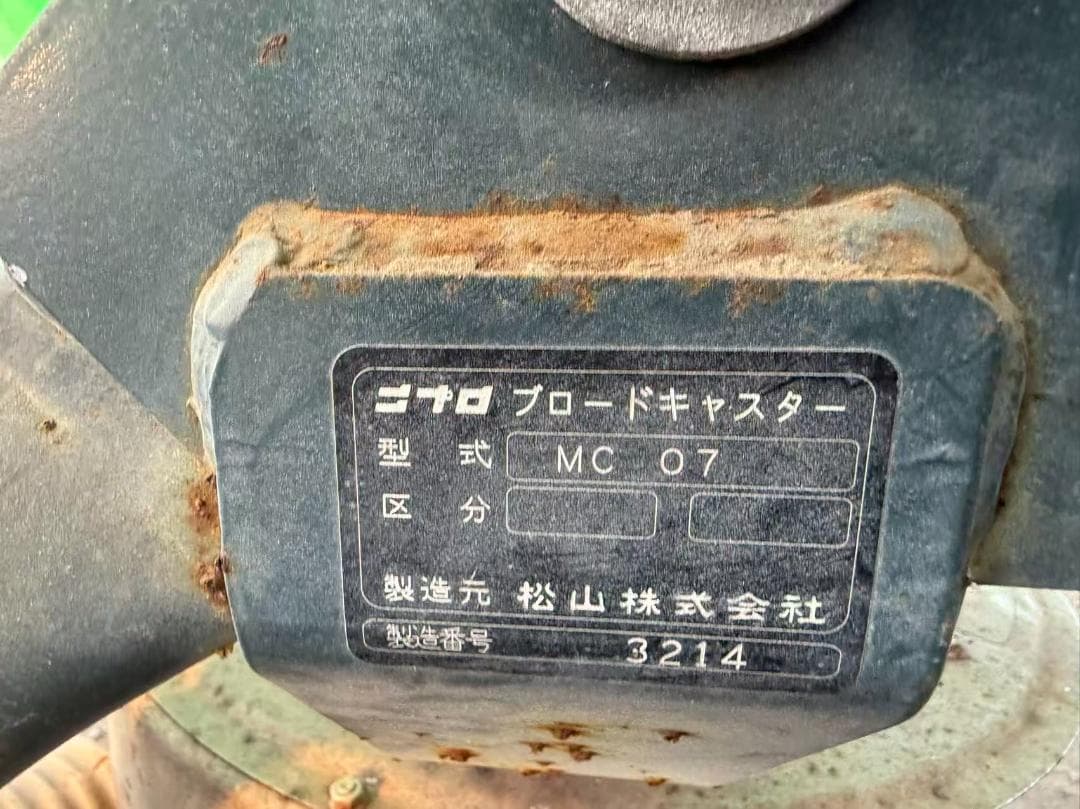 ニプロ ブロードキャスター
型式 MC 07
区分
製造元 松山株式会社
製造番号 3214